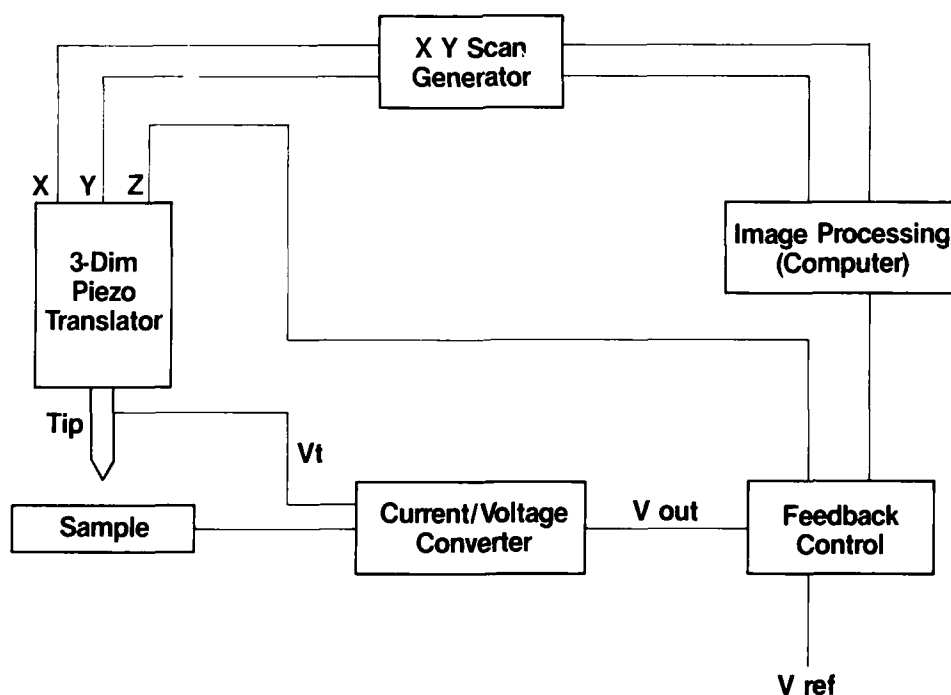 X Y Scan
Generator
X Y Z
3-Dim
Piezo
Translator
Image Processing
(Computer)
Tip
Vt
Sample
Current/Voltage
Converter
V out
Feedback
Control
V ref